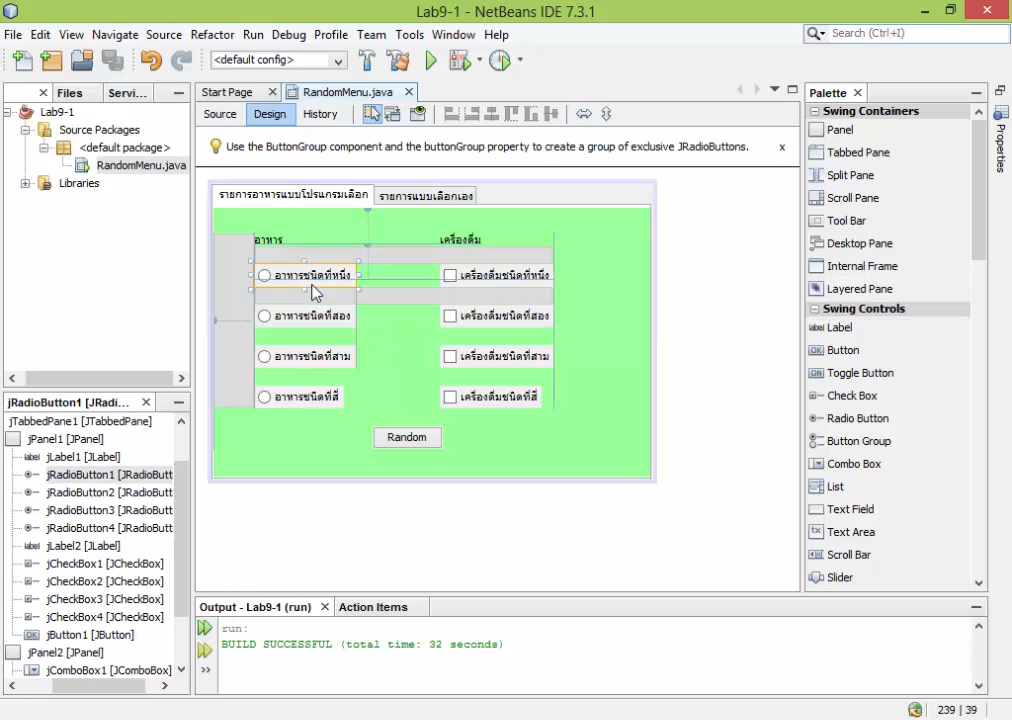 Lab9-1 - NetBeans IDE 7.3.1
File Edit View Navigate Source Refactor Run Debug Profile Team Tools Window Help
Search (Ctrl+I)
<default config>
Files Servi...
Start Page RandomMenu.java
Palette
Source Design History
Lab9-1
Source Packages
<default package>
RandomMenu.java
Libraries
Use the ButtonGroup component and the buttonGroup property to create a group of exclusive JRadioButtons. x
รายการอาหารแบบโปรแกรมเลือก รายการแบบเลือกเอง
อาหาร เครื่องดื่ม
อาหารชนิดที่หนึ่ง เครื่องดื่มชนิดที่หนึ่ง
อาหารชนิดที่สอง เครื่องดื่มชนิดที่สอง
อาหารชนิดที่สาม เครื่องดื่มชนิดที่สาม
อาหารชนิดที่สี่ เครื่องดื่มชนิดที่สี่
Random
Swing Containers
Panel
Tabbed Pane
Split Pane
Scroll Pane
Tool Bar
Desktop Pane
Internal Frame
Layered Pane
Swing Controls
Label
Button
Toggle Button
Check Box
Radio Button
Button Group
Combo Box
List
Text Field
Text Area
Scroll Bar
Slider
Properties
jRadioButton1 [JRadi...
jTabbedPane1 [JTabbedPane]
jPanel1 [JPanel]
jLabel1 [JLabel]
jRadioButton1 [JRadioButt
jRadioButton2 [JRadioButt
jRadioButton3 [JRadioButt
jRadioButton4 [JRadioButt
jLabel2 [JLabel]
jCheckBox1 [JCheckBox]
jCheckBox2 [JCheckBox]
jCheckBox3 [JCheckBox]
jCheckBox4 [JCheckBox]
jButton1 [JButton]
jPanel2 [JPanel]
jComboBox1 [JComboBox]
Output - Lab9-1 (run) Action Items
run:
BUILD SUCCESSFUL (total time: 32 seconds)
239 | 39